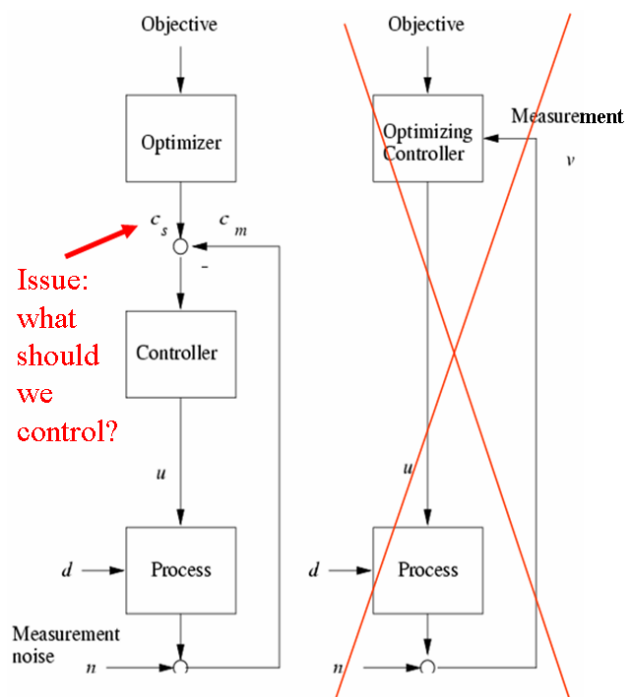 Objective
Optimizer
c s
c m
-
Issue:
what
should
we
control?
Controller
u
d
Process
Measurement
noise
n
Objective
Measurement
Optimizing
Controller
v
u
d
Process
n